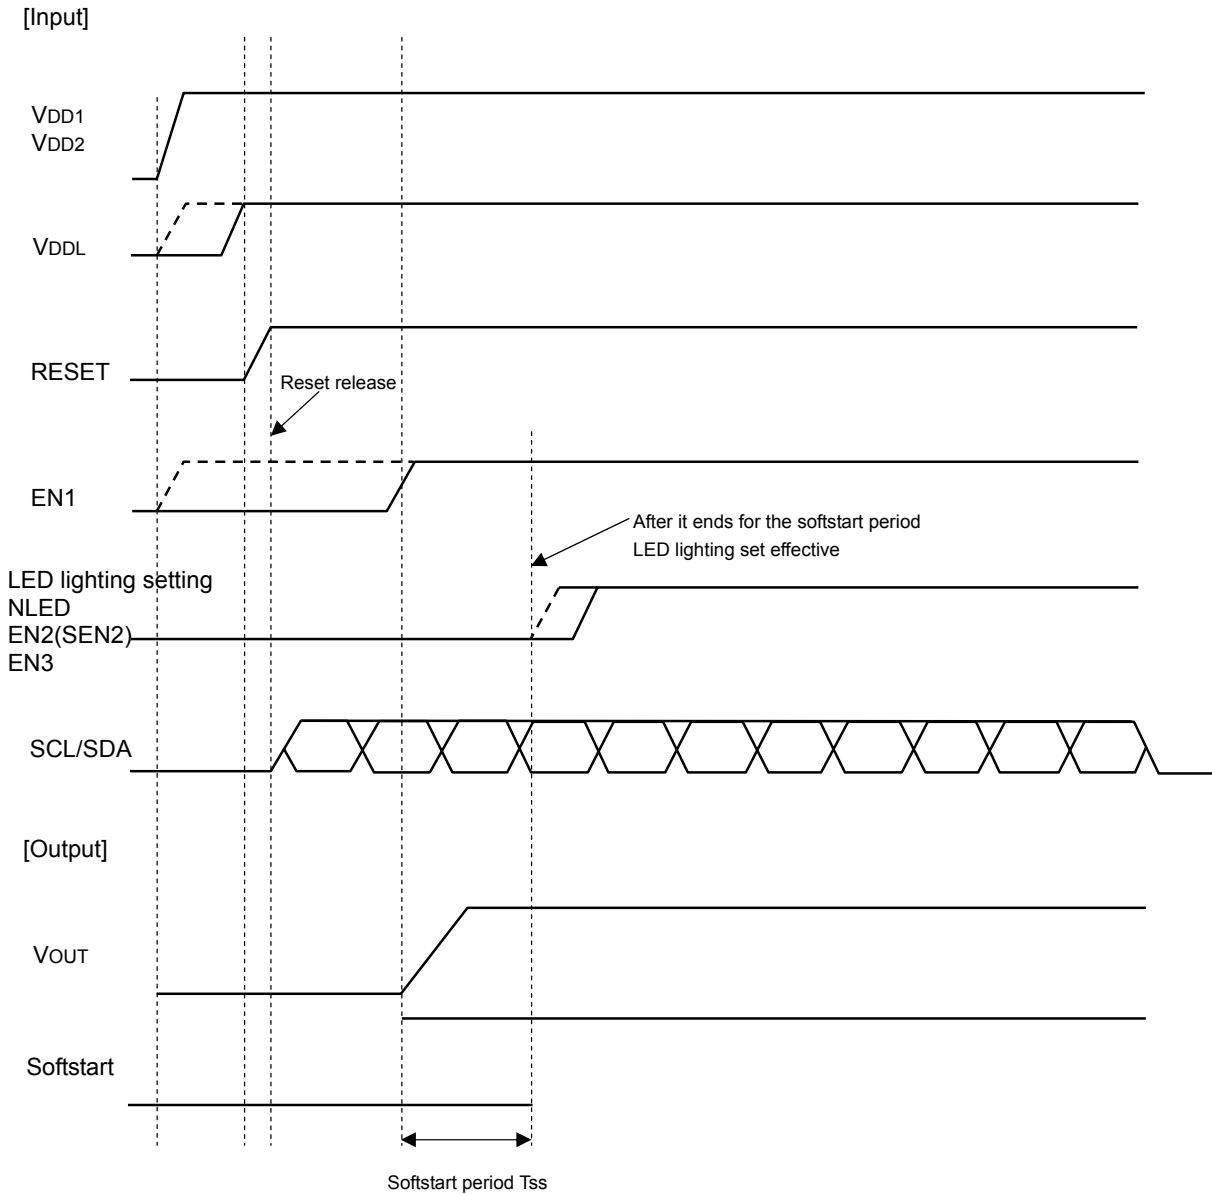 [Input]
VDD1
VDD2
VDDL
RESET
Reset release
EN1
After it ends for the softstart period
LED lighting set effective
LED lighting setting
NLED
EN2(SEN2)
EN3
SCL/SDA
[Output]
VOUT
Softstart
Softstart period Tss